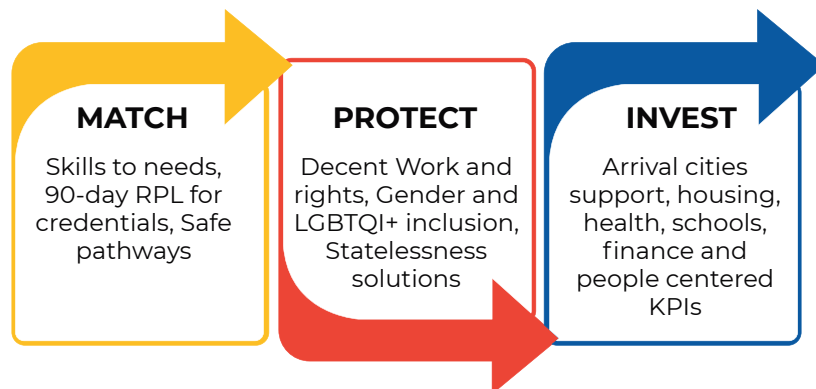 MATCH
Skills to needs,
90-day RPL for
credentials, Safe
pathways
PROTECT
Decent Work and
rights, Gender and
LGBTQI+ inclusion,
Statelessness
solutions
INVEST
Arrival cities
support, housing,
health, schools,
finance and
people centered
KPIs